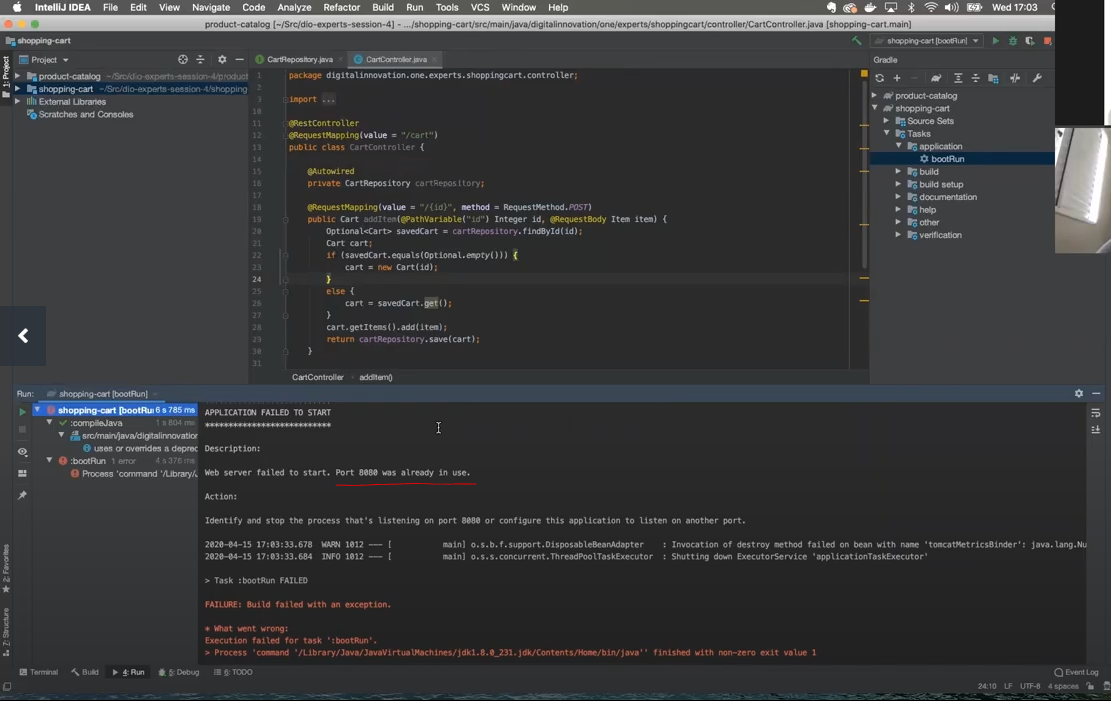 IntelliJ IDEA File Edit View Navigate Code Analyze Refactor Build Run Tools VCS Window Help Wed 17:03
product-catalog [~/Src/dio-experts-session-4/product-catalog] - .../shopping-cart/src/main/java/digitalinnovation/one/experts/shoppingcart/controller/CartController.java [shopping-cart.main]
shopping-cart
shopping-cart [bootRun]
Project
CartRepository.java
CartController.java
Gradle
1: Project
product-catalog ~/Src/dio-experts-session-4/product
shopping-cart ~/Src/dio-experts-session-4/shopping
External Libraries
Scratches and Consoles
1 package digitalinnovation.one.experts.shoppingcart.controller;
2
3 import ...
10
11 @RestController
12 @RequestMapping(value = "/cart")
13 public class CartController {
14
15 @Autowired
16 private CartRepository cartRepository;
17
18 @RequestMapping(value = "/{id}", method = RequestMethod.POST)
19 public Cart addItem(@PathVariable("id") Integer id, @RequestBody Item item) {
20 Optional<Cart> savedCart = cartRepository.findById(id);
21 Cart cart;
22 if (savedCart.equals(Optional.empty())) {
23 cart = new Cart(id);
24 }
25 else {
26 cart = savedCart.get();
27 }
28 cart.getItems().add(item);
29 return cartRepository.save(cart);
30 }
31
CartController addItem()
product-catalog
shopping-cart
Source Sets
Tasks
application
bootRun
build
build setup
documentation
help
other
verification
Run: shopping-cart [bootRun]
shopping-cart [bootRu 6 s 785 ms
:compileJava 1 s 804 ms
src/main/java/digitalinnovation
uses or overrides a deprec
:bootRun 1 error 4 s 376 ms
Process 'command '/Library/J
APPLICATION FAILED TO START
***************************
Description:
Web server failed to start. Port 8080 was already in use.
Action:
Identify and stop the process that's listening on port 8080 or configure this application to listen on another port.
2020-04-15 17:03:33.678 WARN 1012 --- [ main] o.s.b.f.support.DisposableBeanAdapter : Invocation of destroy method failed on bean with name 'tomcatMetricsBinder': java.lang.Nu
2020-04-15 17:03:33.684 INFO 1012 --- [ main] o.s.s.concurrent.ThreadPoolTaskExecutor : Shutting down ExecutorService 'applicationTaskExecutor'
> Task :bootRun FAILED
FAILURE: Build failed with an exception.
* What went wrong:
Execution failed for task ':bootRun'.
> Process 'command '/Library/Java/JavaVirtualMachines/jdk1.8.0_231.jdk/Contents/Home/bin/java'' finished with non-zero exit value 1
2: Favorites
7: Structure
Terminal Build 4: Run 5: Debug 6: TODO Event Log
24:10 LF UTF-8 4 spaces